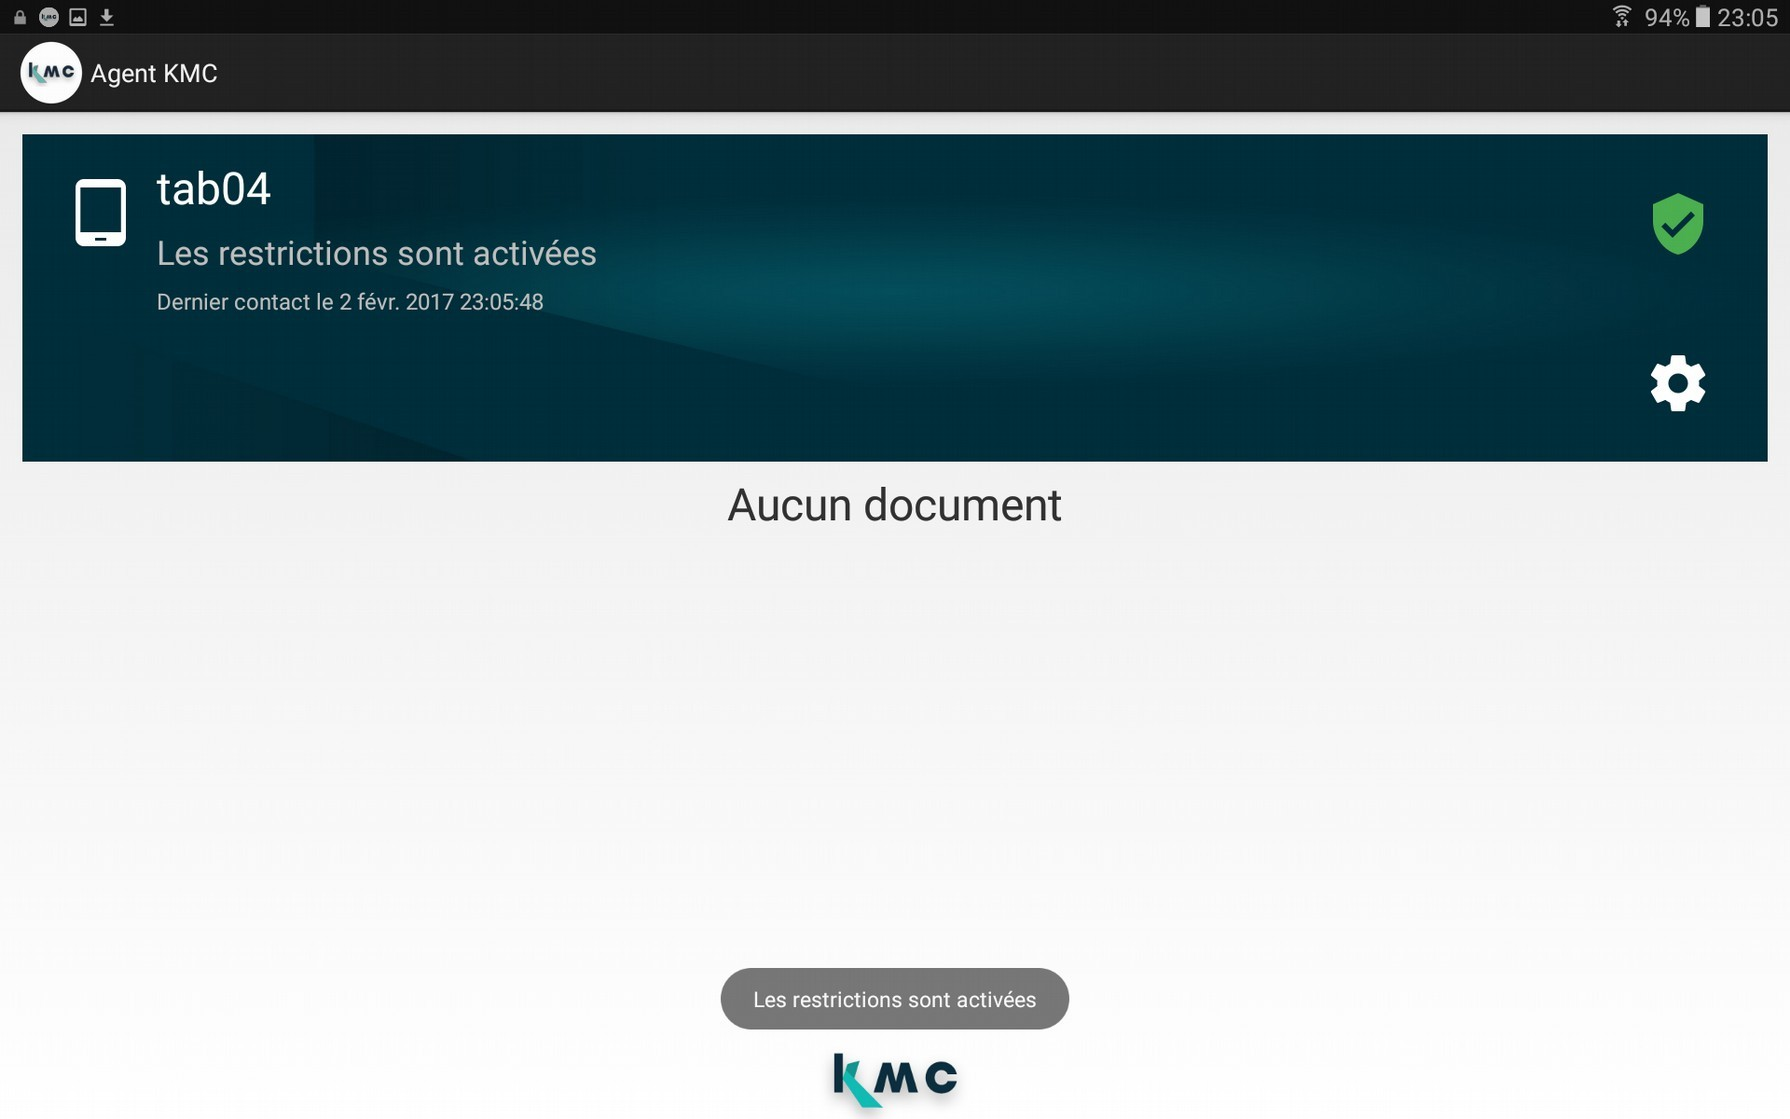 94% 23:05
KMC Agent KMC
tab04
Les restrictions sont activées
Dernier contact le 2 févr. 2017 23:05:48
Aucun document
Les restrictions sont activées
KMC